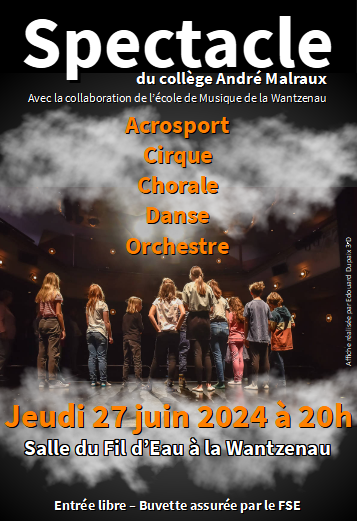 Spectacle
du collège André Malraux
Avec la collaboration de l'école de Musique de la Wantzenau
Acrosport
Cirque
Chorale
Danse
Orchestre
Affiche réalisée par Edouard Dupaix 3°D
Jeudi 27 juin 2024 à 20h
Salle du Fil d'Eau à la Wantzenau
Entrée libre – Buvette assurée par le FSE